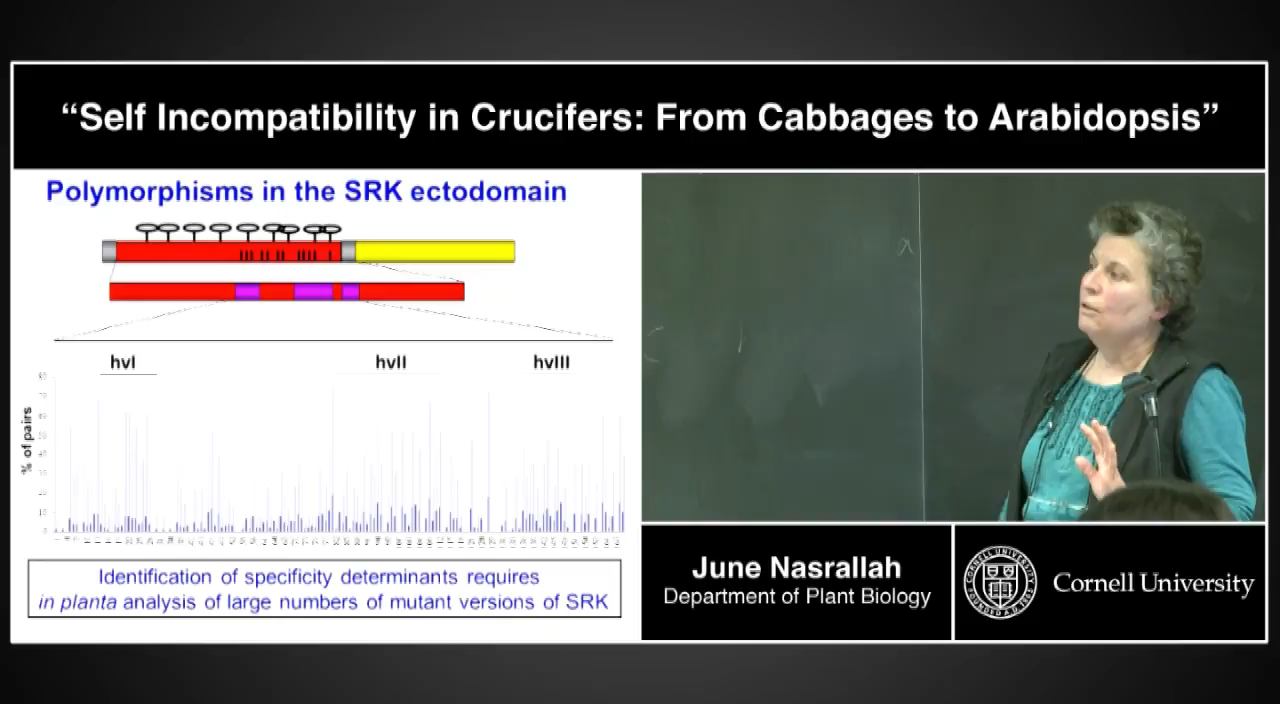 “Self Incompatibility in Crucifers: From Cabbages to Arabidopsis”
Polymorphisms in the SRK ectodomain
hvI hvII hvIII
% of pairs
Identification of specificity determinants requires
in planta analysis of large numbers of mutant versions of SRK
June Nasrallah
Department of Plant Biology
Cornell University